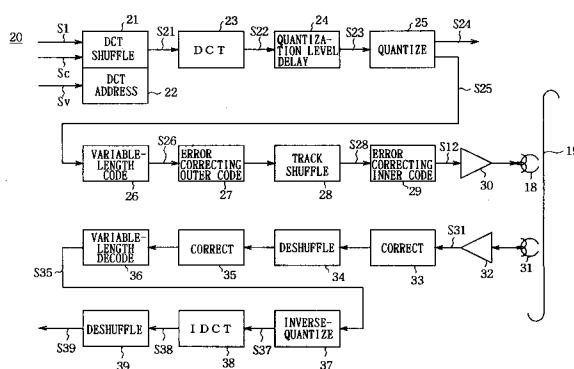 20
S1
Sc
Sv
21
DCT
SHUFFLE
DCT
ADDRESS
22
S21
23
DCT
S22
24
QUANTIZA-
TION LEVEL
DELAY
S23
25
QUANTIZE
S24
S25
VARIABLE-
LENGTH
CODE
26
S26
ERROR
CORRECTING
OUTER CODE
27
TRACK
SHUFFLE
28
S28
ERROR
CORRECTING
INNER CODE
29
S12
30
18
VARIABLE-
LENGTH
DECODE
36
CORRECT
35
DESHUFFLE
34
CORRECT
33
S31
32
31
S35
S39
DESHUFFLE
39
S38
IDCT
38
S37
INVERSE-
QUANTIZE
37